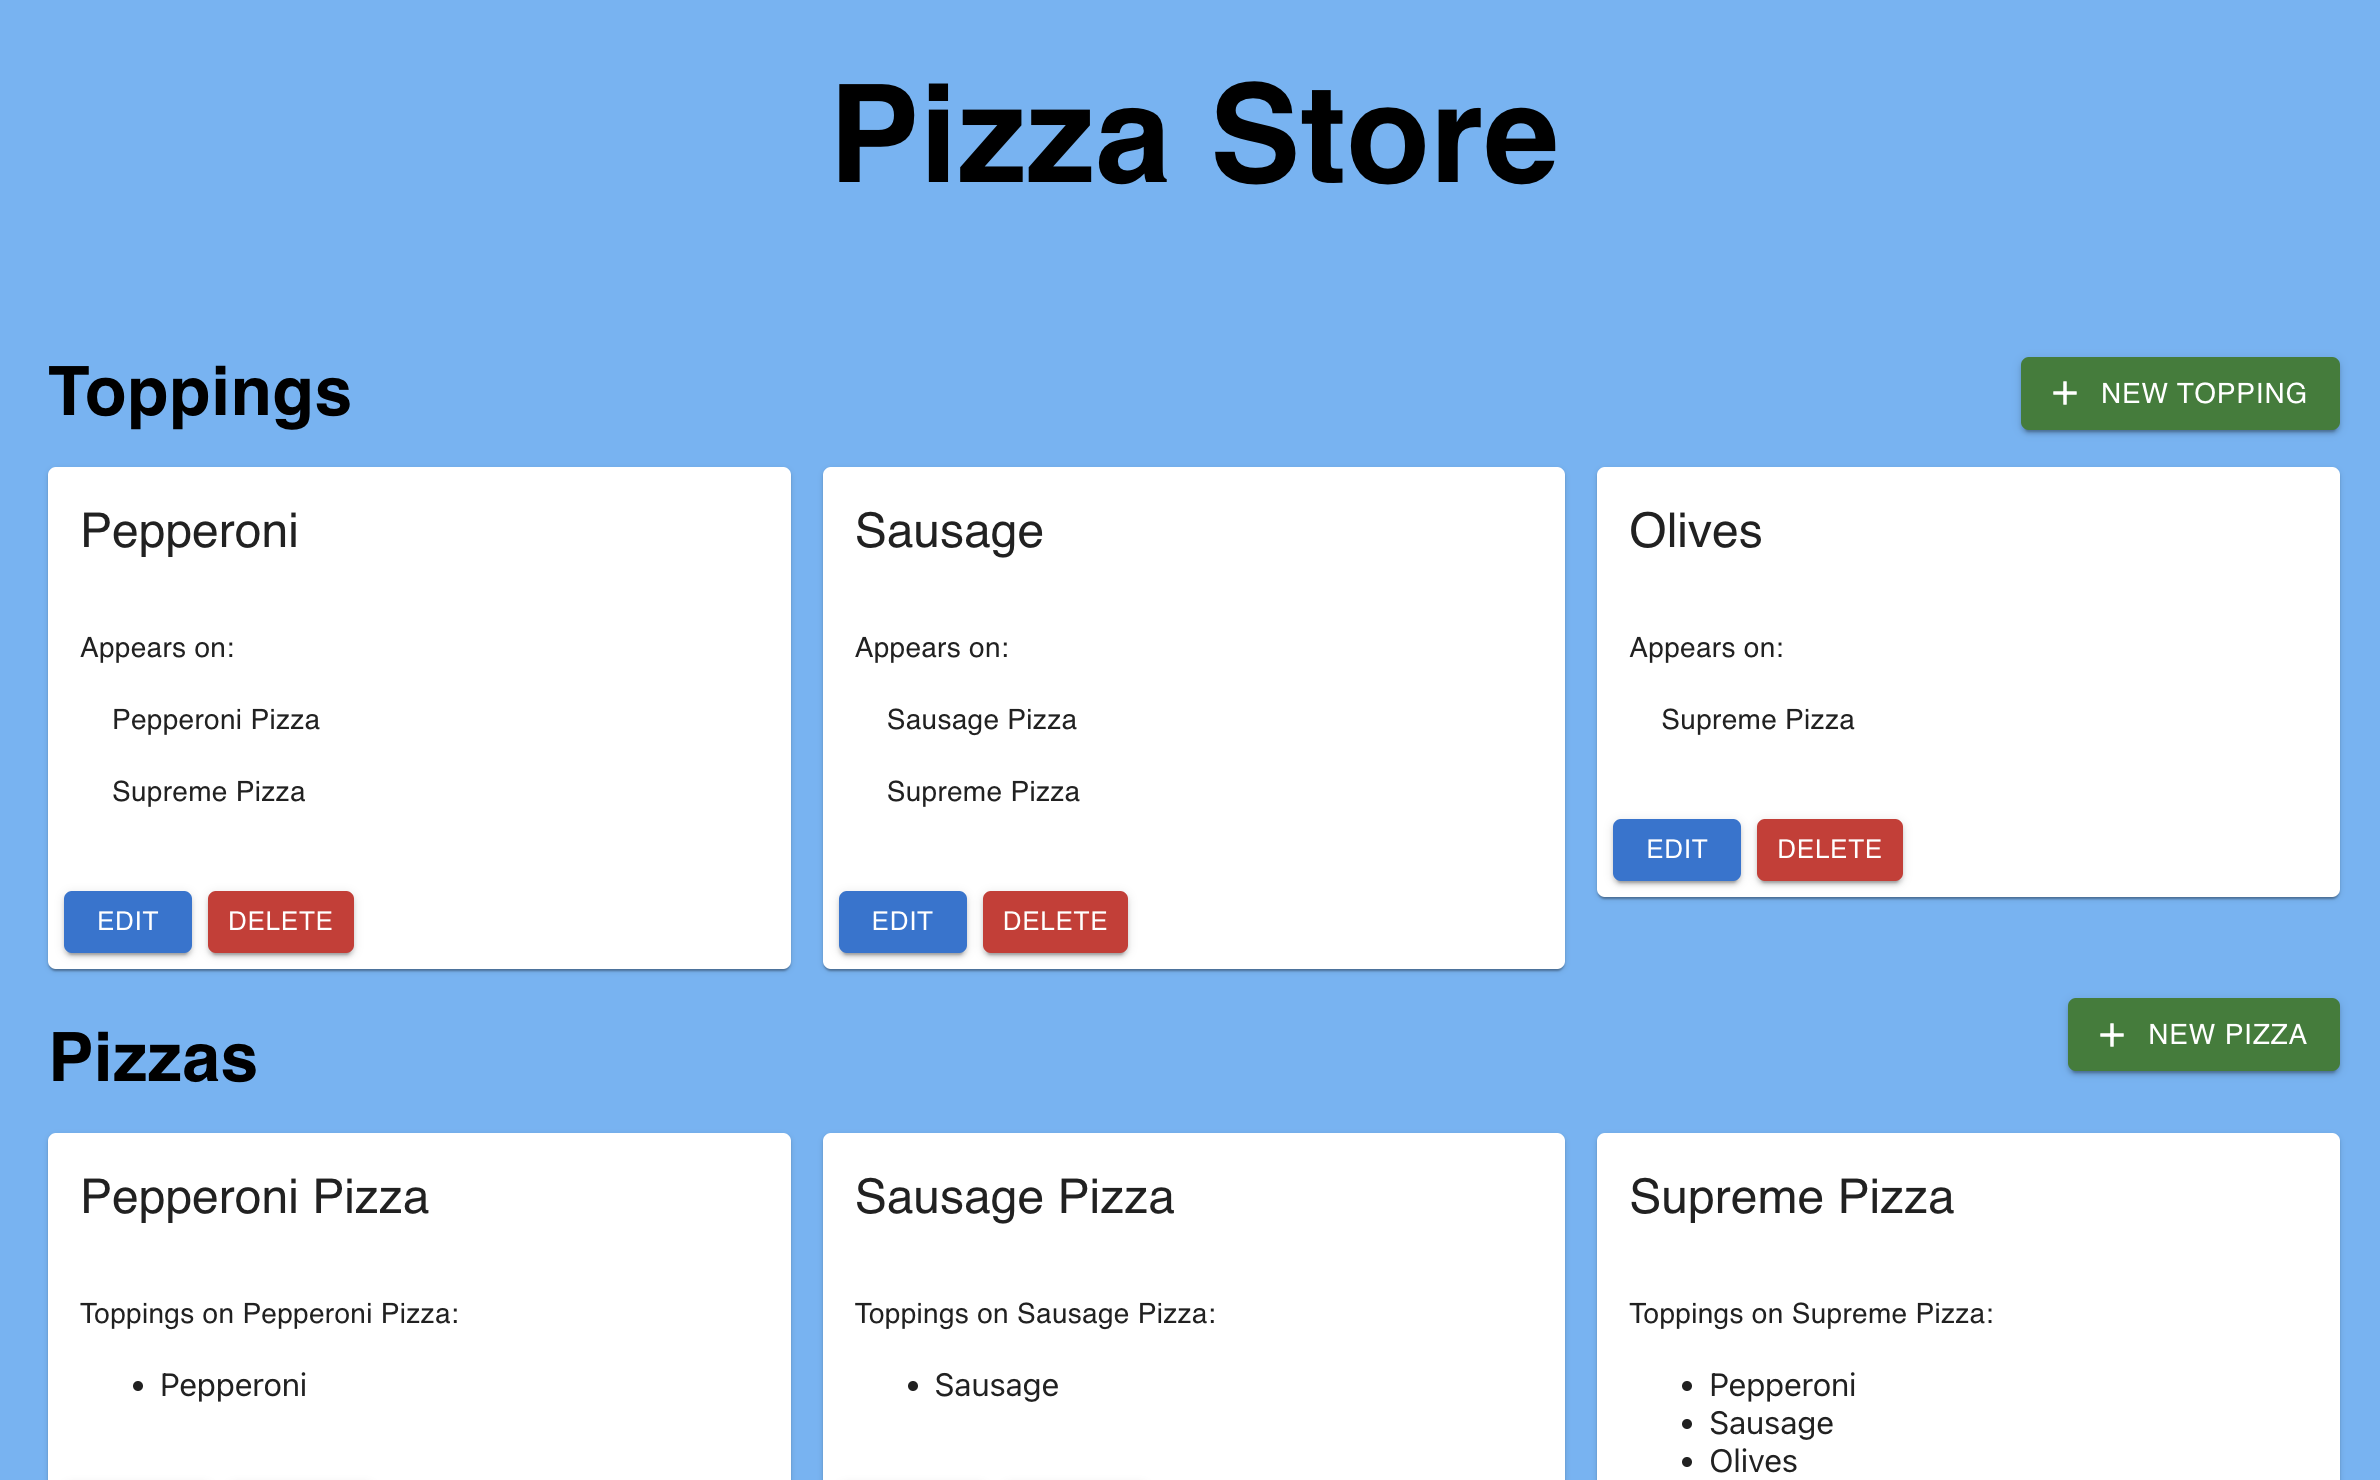 Pizza Store
Toppings
+ NEW TOPPING
Pepperoni
Appears on:
Pepperoni Pizza
Supreme Pizza
EDIT
DELETE
Sausage
Appears on:
Sausage Pizza
Supreme Pizza
EDIT
DELETE
Olives
Appears on:
Supreme Pizza
EDIT
DELETE
Pizzas
+ NEW PIZZA
Pepperoni Pizza
Toppings on Pepperoni Pizza:
• Pepperoni
Sausage Pizza
Toppings on Sausage Pizza:
• Sausage
Supreme Pizza
Toppings on Supreme Pizza:
• Pepperoni
• Sausage
• Olives